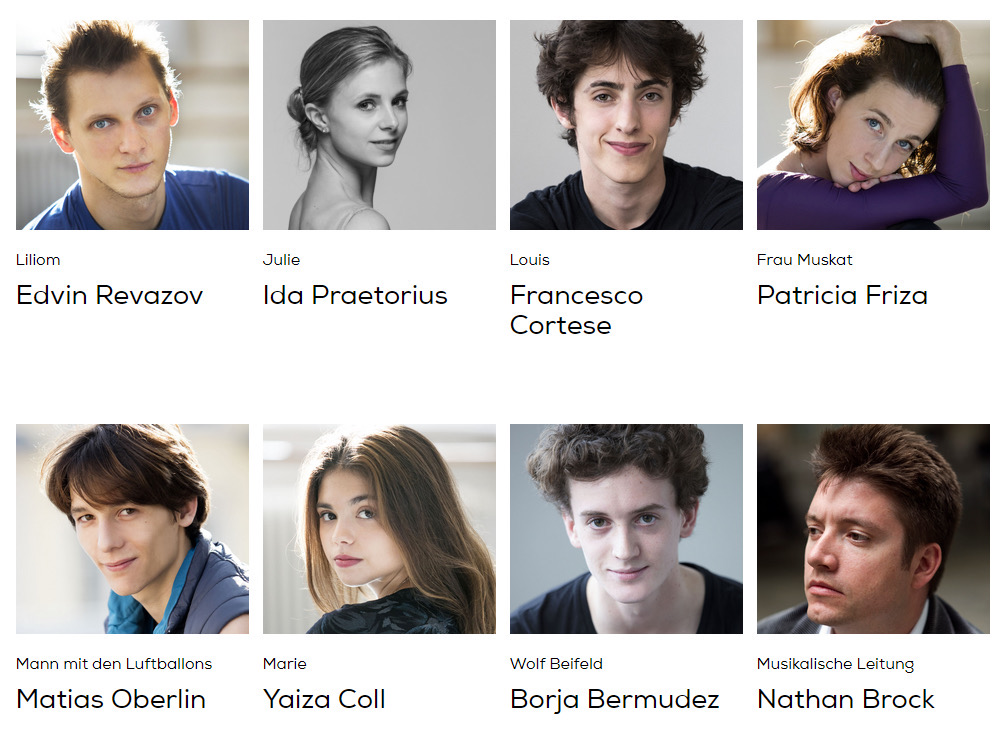 Liliom
Edvin Revazov
Julie
Ida Praetorius
Louis
Francesco
Cortese
Frau Muskat
Patricia Friza
Mann mit den Luftballons
Matias Oberlin
Marie
Yaiza Coll
Wolf Beifeld
Borja Bermudez
Musikalische Leitung
Nathan Brock